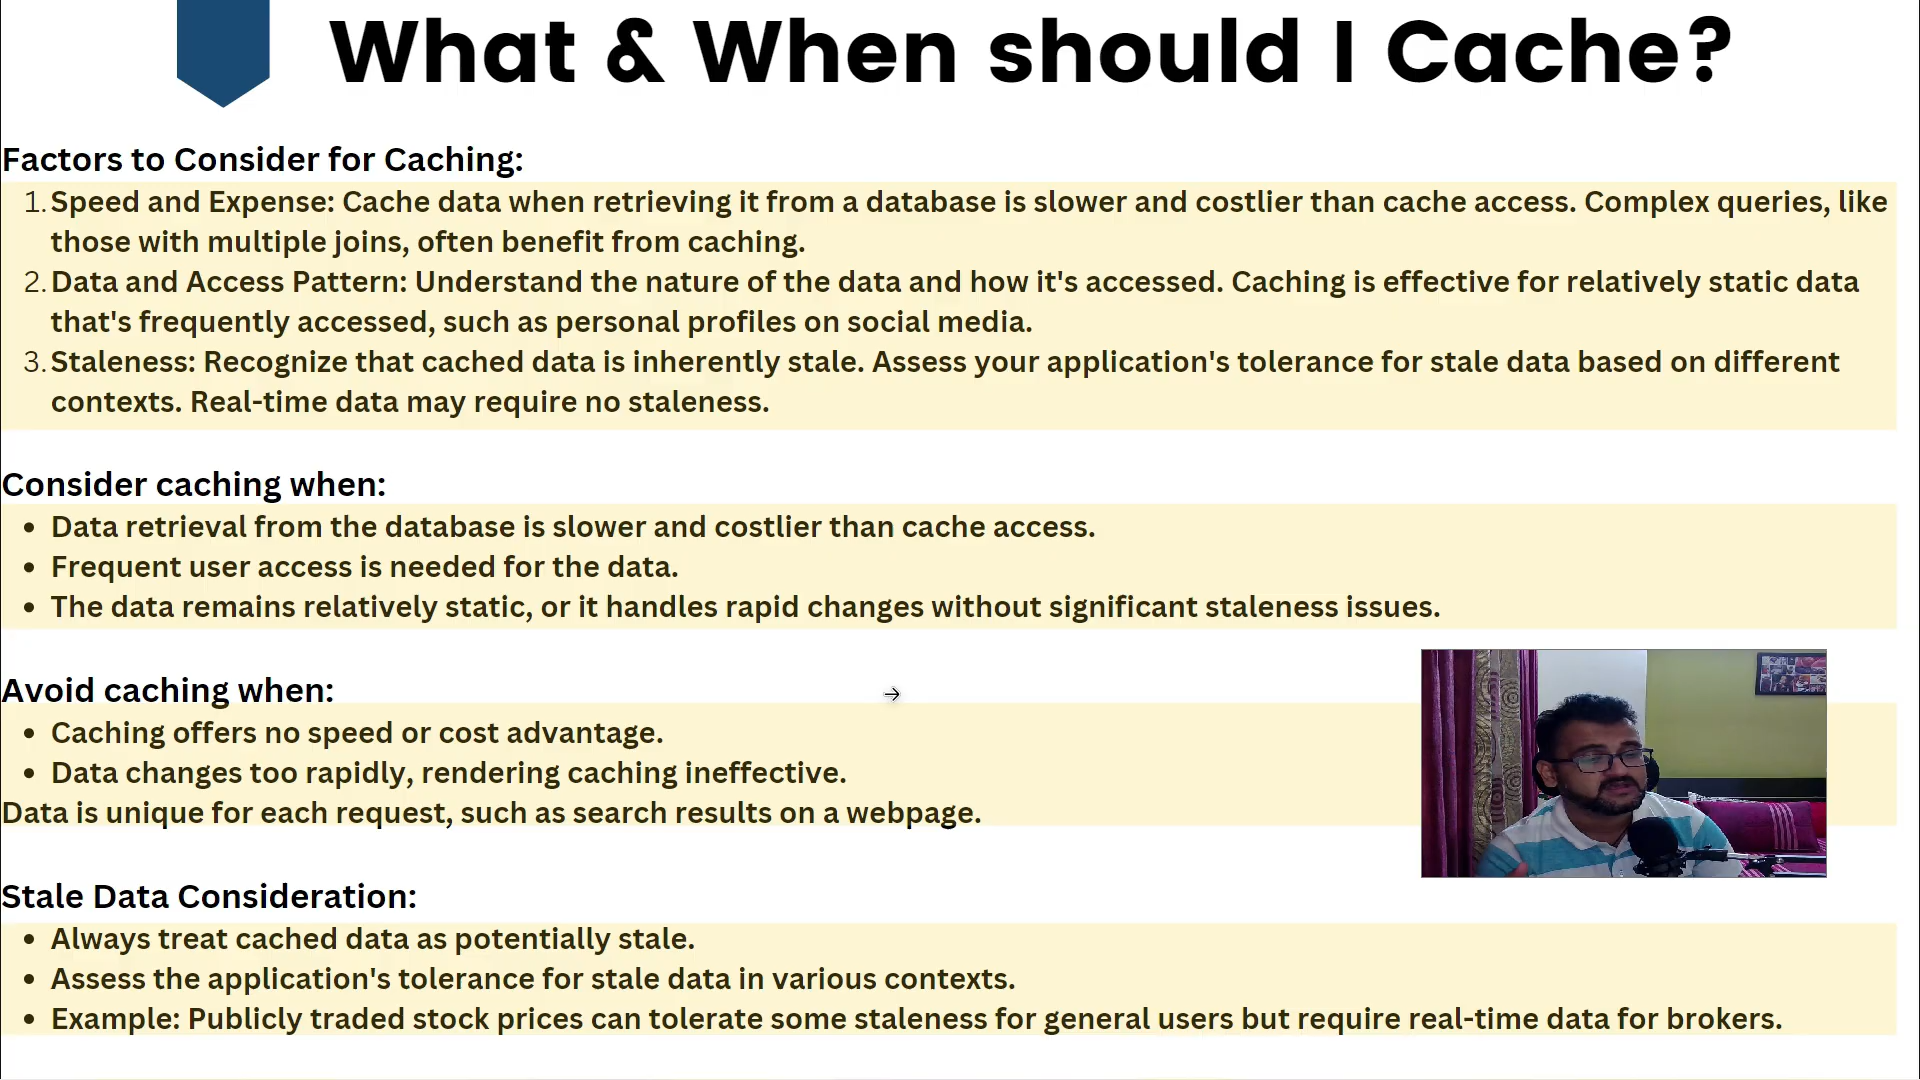 What & When should I Cache?
Factors to Consider for Caching:
1. Speed and Expense: Cache data when retrieving it from a database is slower and costlier than cache access. Complex queries, like
those with multiple joins, often benefit from caching.
2. Data and Access Pattern: Understand the nature of the data and how it's accessed. Caching is effective for relatively static data
that's frequently accessed, such as personal profiles on social media.
3. Staleness: Recognize that cached data is inherently stale. Assess your application's tolerance for stale data based on different
contexts. Real-time data may require no staleness.
Consider caching when:
• Data retrieval from the database is slower and costlier than cache access.
• Frequent user access is needed for the data.
• The data remains relatively static, or it handles rapid changes without significant staleness issues.
Avoid caching when:
• Caching offers no speed or cost advantage.
• Data changes too rapidly, rendering caching ineffective.
Data is unique for each request, such as search results on a webpage.
Stale Data Consideration:
• Always treat cached data as potentially stale.
• Assess the application's tolerance for stale data in various contexts.
• Example: Publicly traded stock prices can tolerate some staleness for general users but require real-time data for brokers.